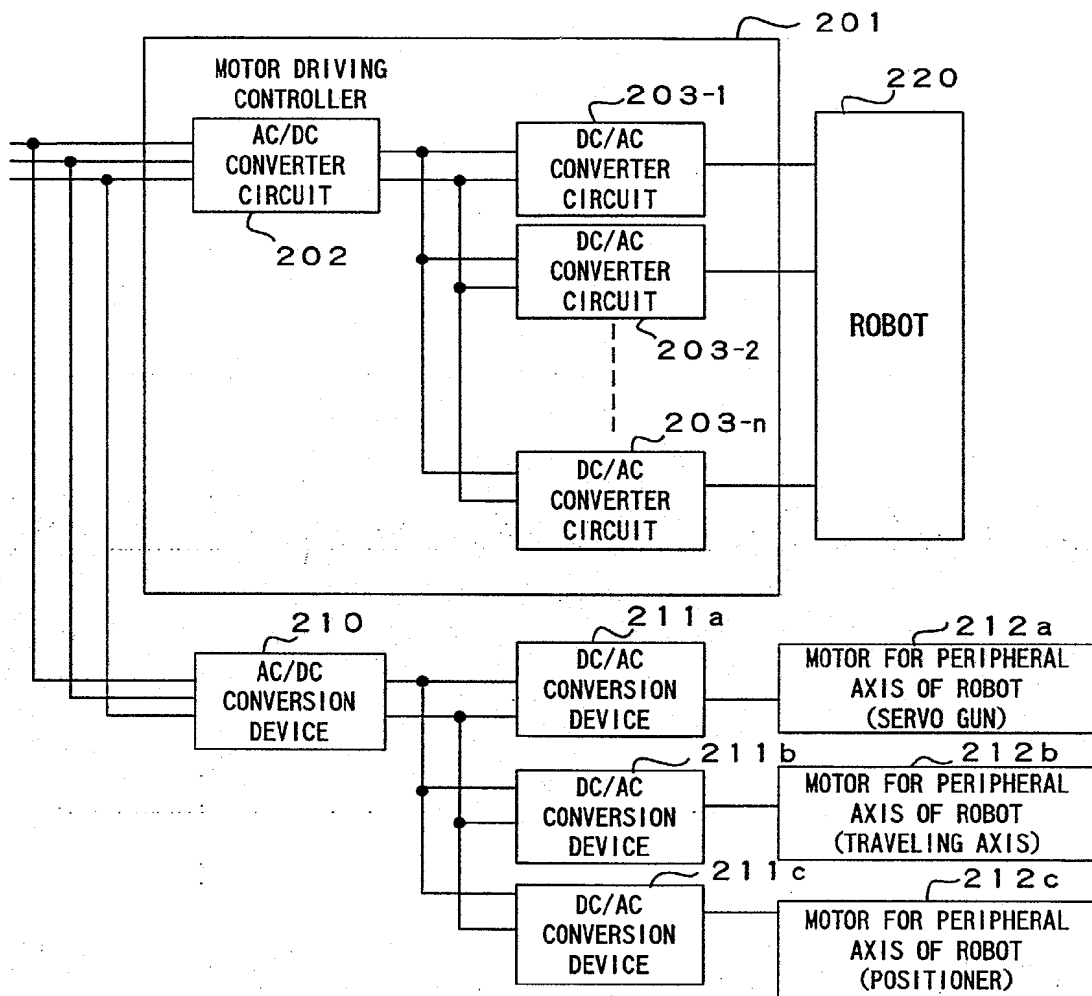 201
MOTOR DRIVING
CONTROLLER
203-1
220
AC/DC
CONVERTER
CIRCUIT
202
DC/AC
CONVERTER
CIRCUIT
DC/AC
CONVERTER
CIRCUIT
203-2
ROBOT
203-n
DC/AC
CONVERTER
CIRCUIT
210
AC/DC
CONVERSION
DEVICE
211a
DC/AC
CONVERSION
DEVICE
212a
MOTOR FOR PERIPHERAL
AXIS OF ROBOT
(SERVO GUN)
211b
DC/AC
CONVERSION
DEVICE
212b
MOTOR FOR PERIPHERAL
AXIS OF ROBOT
(TRAVELING AXIS)
211c
DC/AC
CONVERSION
DEVICE
212c
MOTOR FOR PERIPHERAL
AXIS OF ROBOT
(POSITIONER)